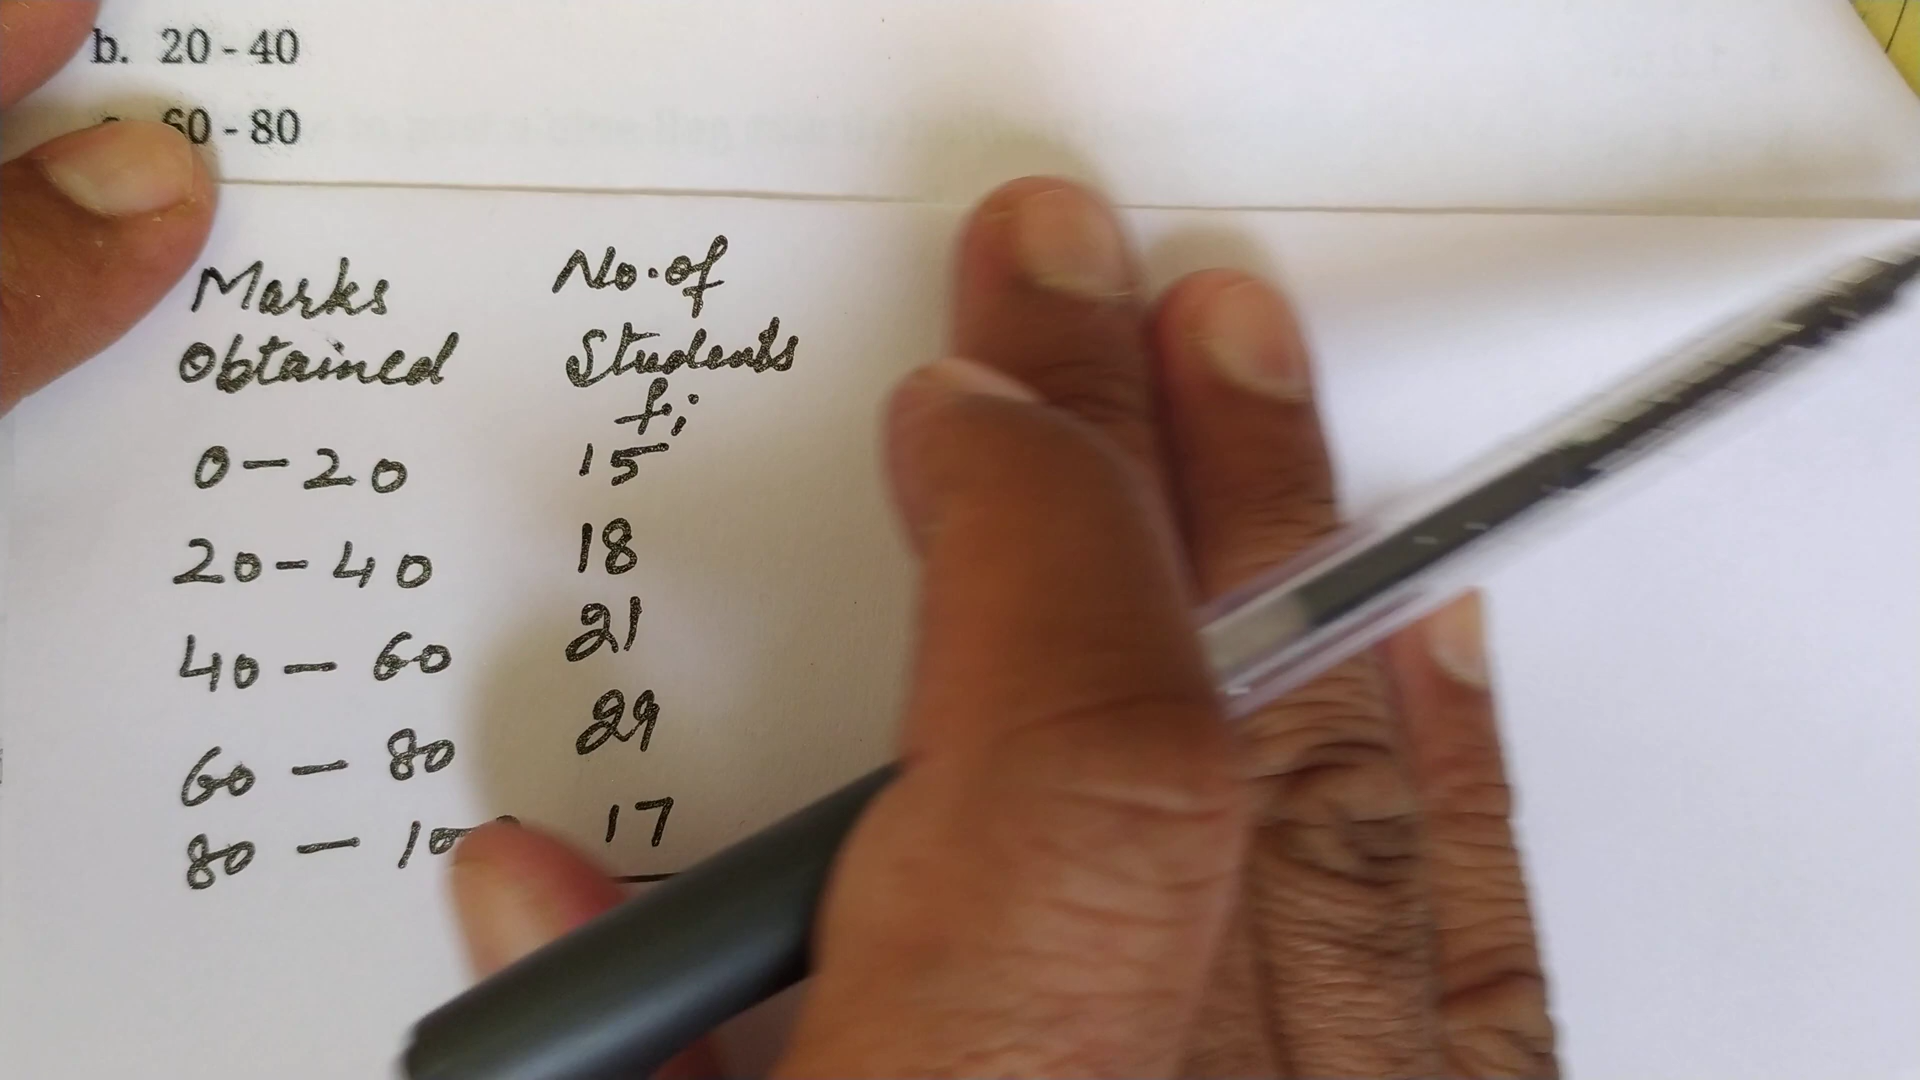 b. 20 - 40
60 - 80
Marks Obtained
No. of Students fi
0 - 20 15
20 - 40 18
40 - 60 21
60 - 80 29
80 - 17